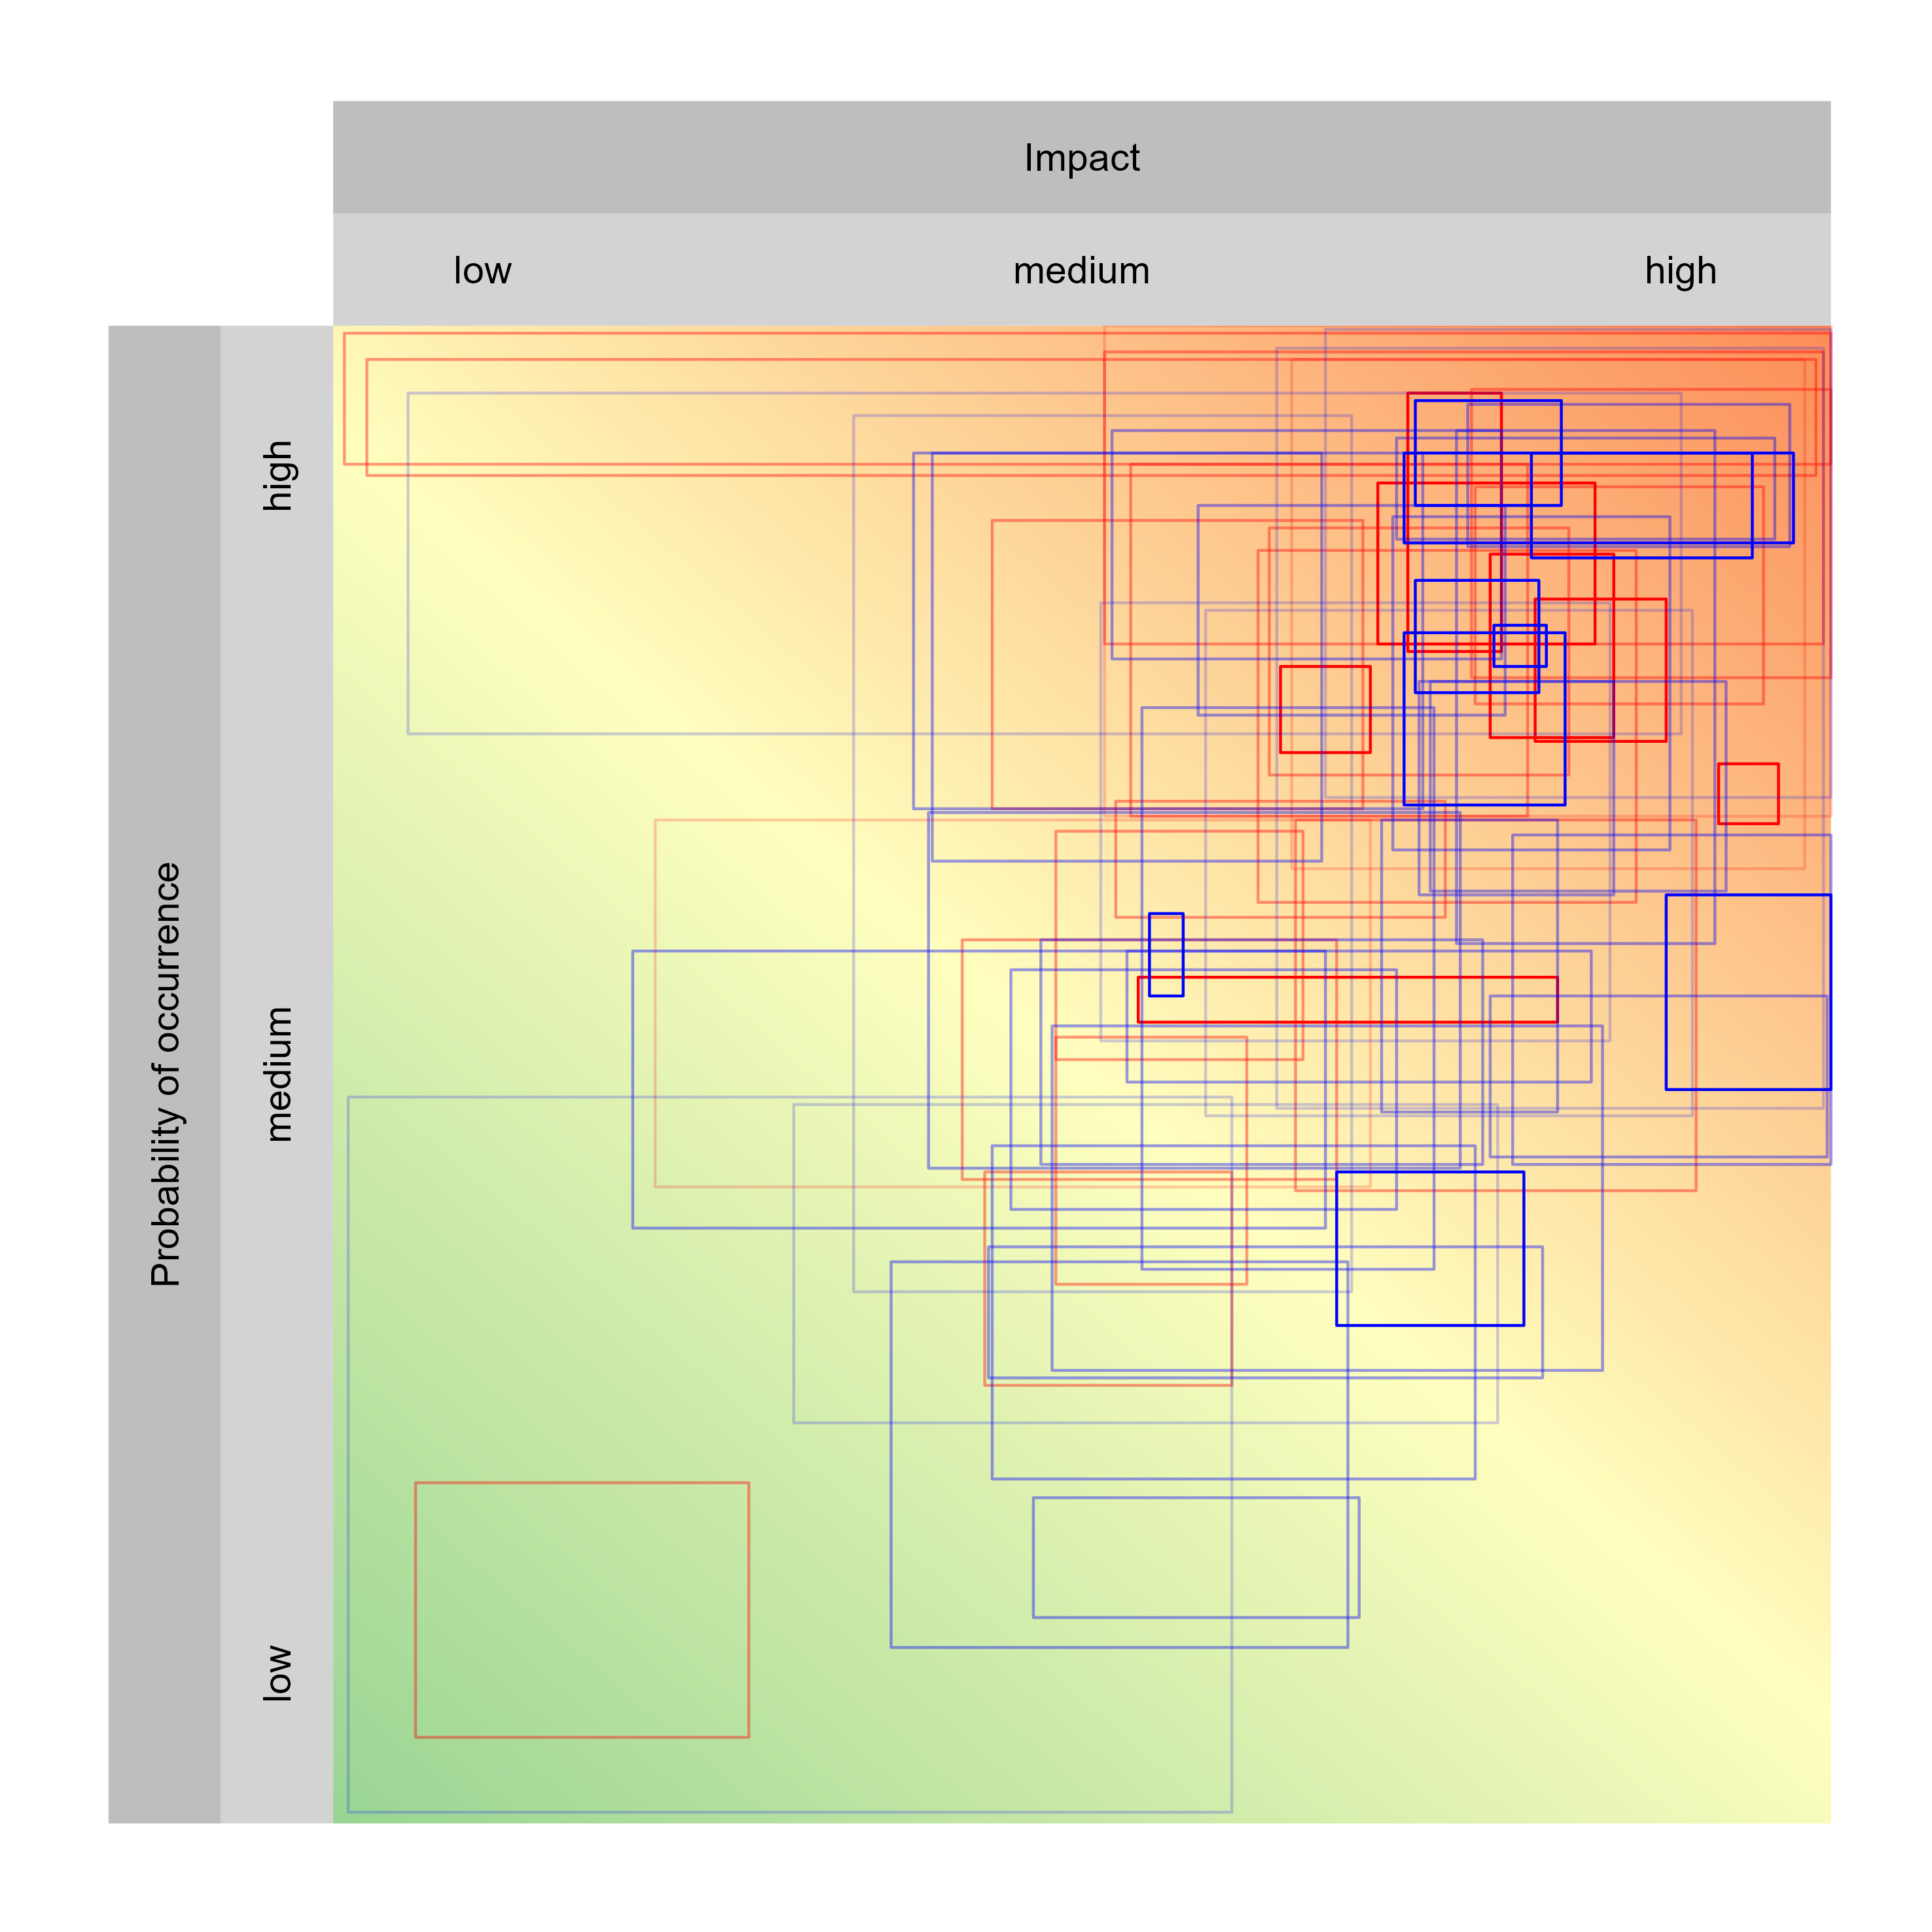 Impact
low medium high
Probability of occurrence
high
medium
low